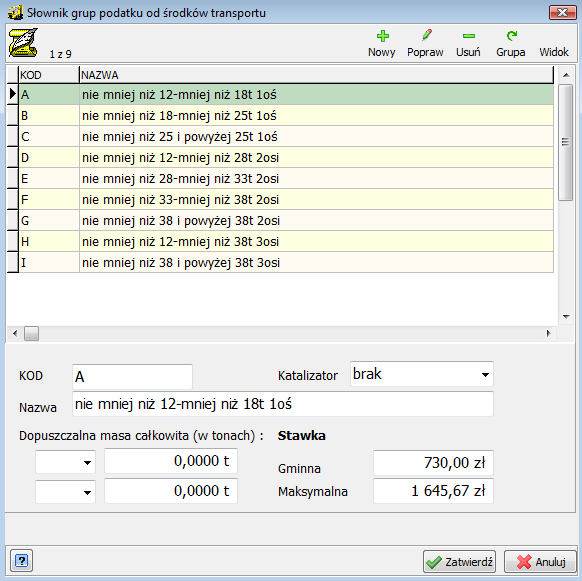 Słownik grup podatku od środków transportu
1 z 9
Nowy Popraw Usuń Grupa Widok
KOD NAZWA
A nie mniej niż 12-mniej niż 18t 1oś
B nie mniej niż 18-mniej niż 25t 1oś
C nie mniej niż 25 i powyżej 25t 1oś
D nie mniej niż 12-mniej niż 28t 2osi
E nie mniej niż 28-mniej niż 33t 2osi
F nie mniej niż 33-mniej niż 38t 2osi
G nie mniej niż 38 i powyżej 38t 2osi
H nie mniej niż 12-mniej niż 38t 3osi
I nie mniej niż 38 i powyżej 38t 3osi
KOD A Katalizator brak
Nazwa nie mniej niż 12-mniej niż 18t 1oś
Dopuszczalna masa całkowita (w tonach) : Stawka
0,0000 t Gminna 730,00 zł
0,0000 t Maksymalna 1 645,67 zł
? Zatwierdź Anuluj